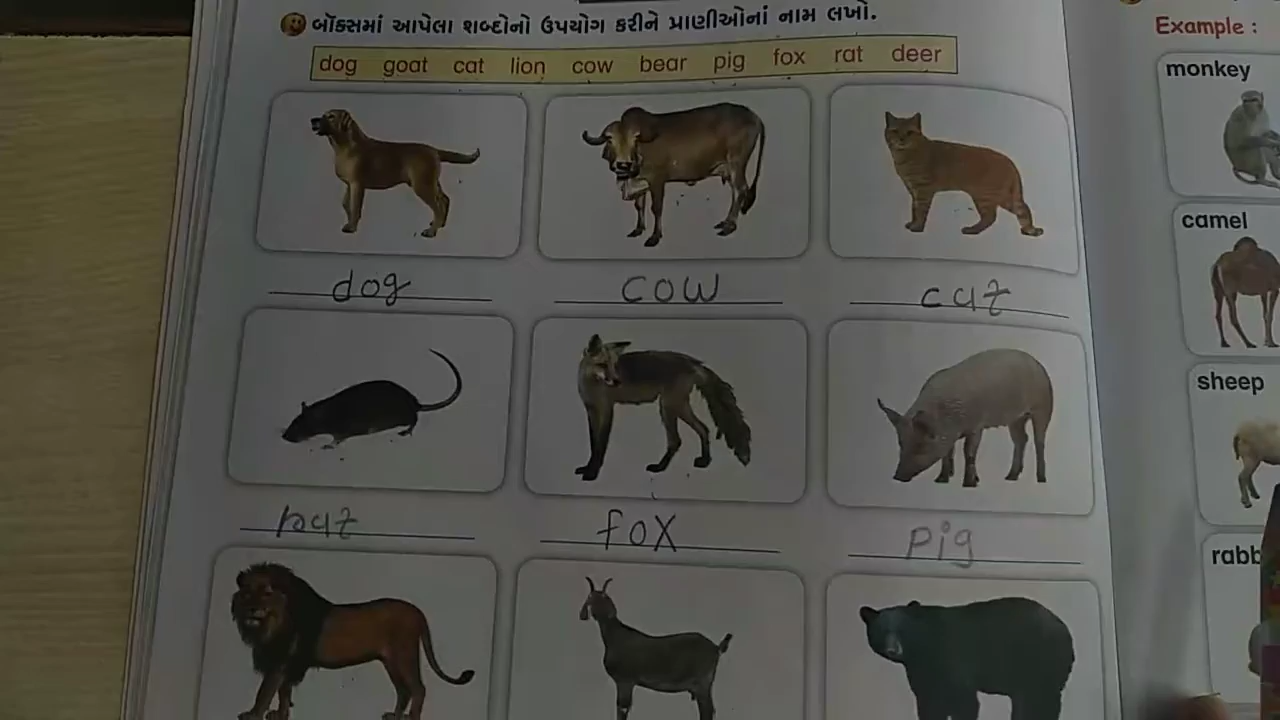 બૉક્સમાં આપેલા શબ્દોનો ઉપયોગ કરીને પ્રાણીઓનાં નામ લખો.
dog goat cat lion cow bear pig fox rat deer
dog cow cat
rat fox pig
Example :
monkey
camel
sheep